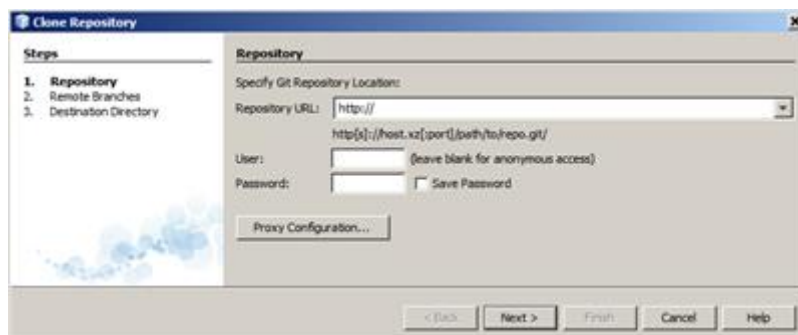 Clone Repository
Steps
1. Repository
2. Remote Branches
3. Destination Directory
Repository
Specify Git Repository Location:
Repository URL: http://
http[s]://host.xz[:port]/path/to/repo.git/
User: (leave blank for anonymous access)
Password: Save Password
Proxy Configuration...
< Back Next > Finish Cancel Help